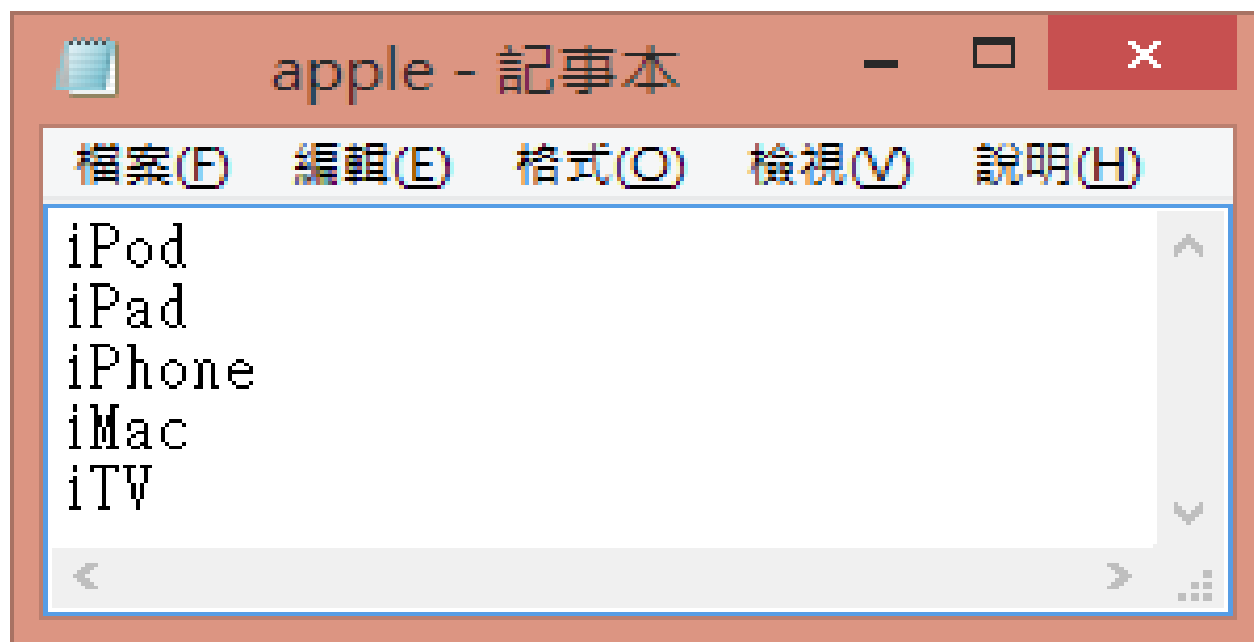 apple - 記事本
檔案(F) 編輯(E) 格式(O) 檢視(V) 說明(H)
iPod
iPad
iPhone
iMac
iTV